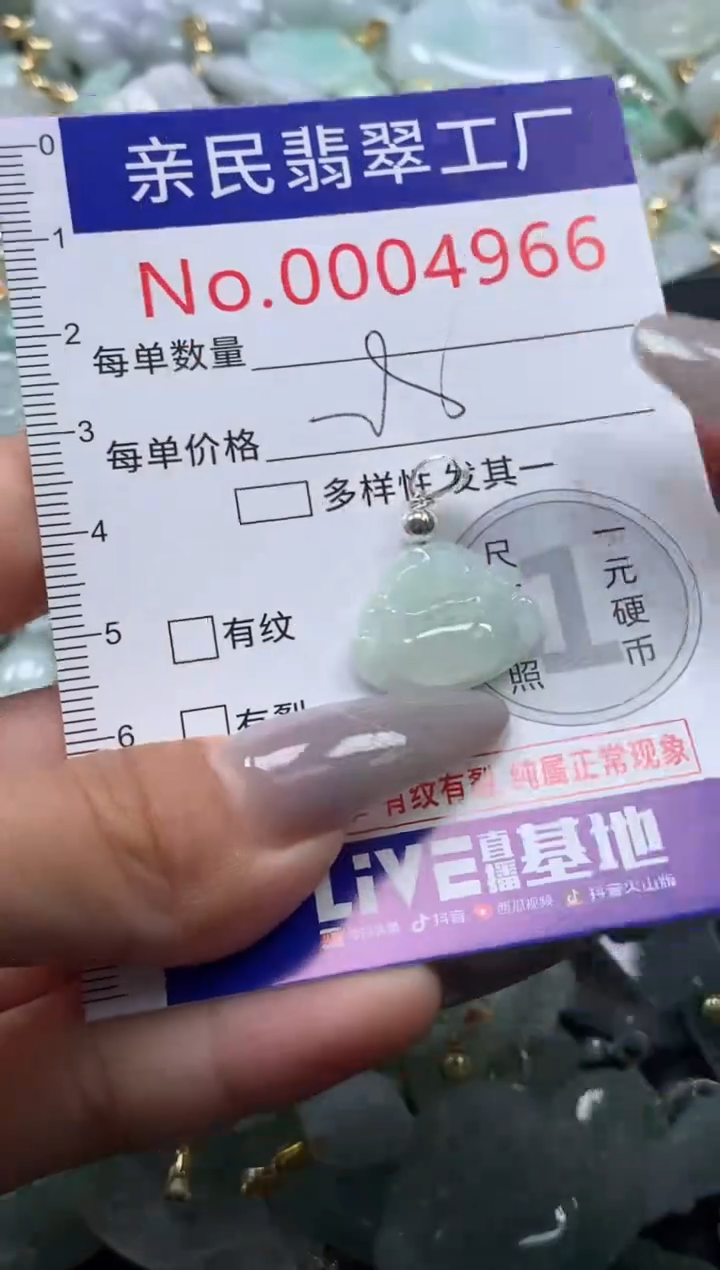 亲民翡翠工厂
No.0004966
0
1
2
3
4
5
6
每单数量
每单价格
多样性 发其一
一元硬币
尺
照
1
有纹
有裂
有纹有裂 纯属正常现象
LiVE直播基地
抖音 西瓜视频 抖音火山版